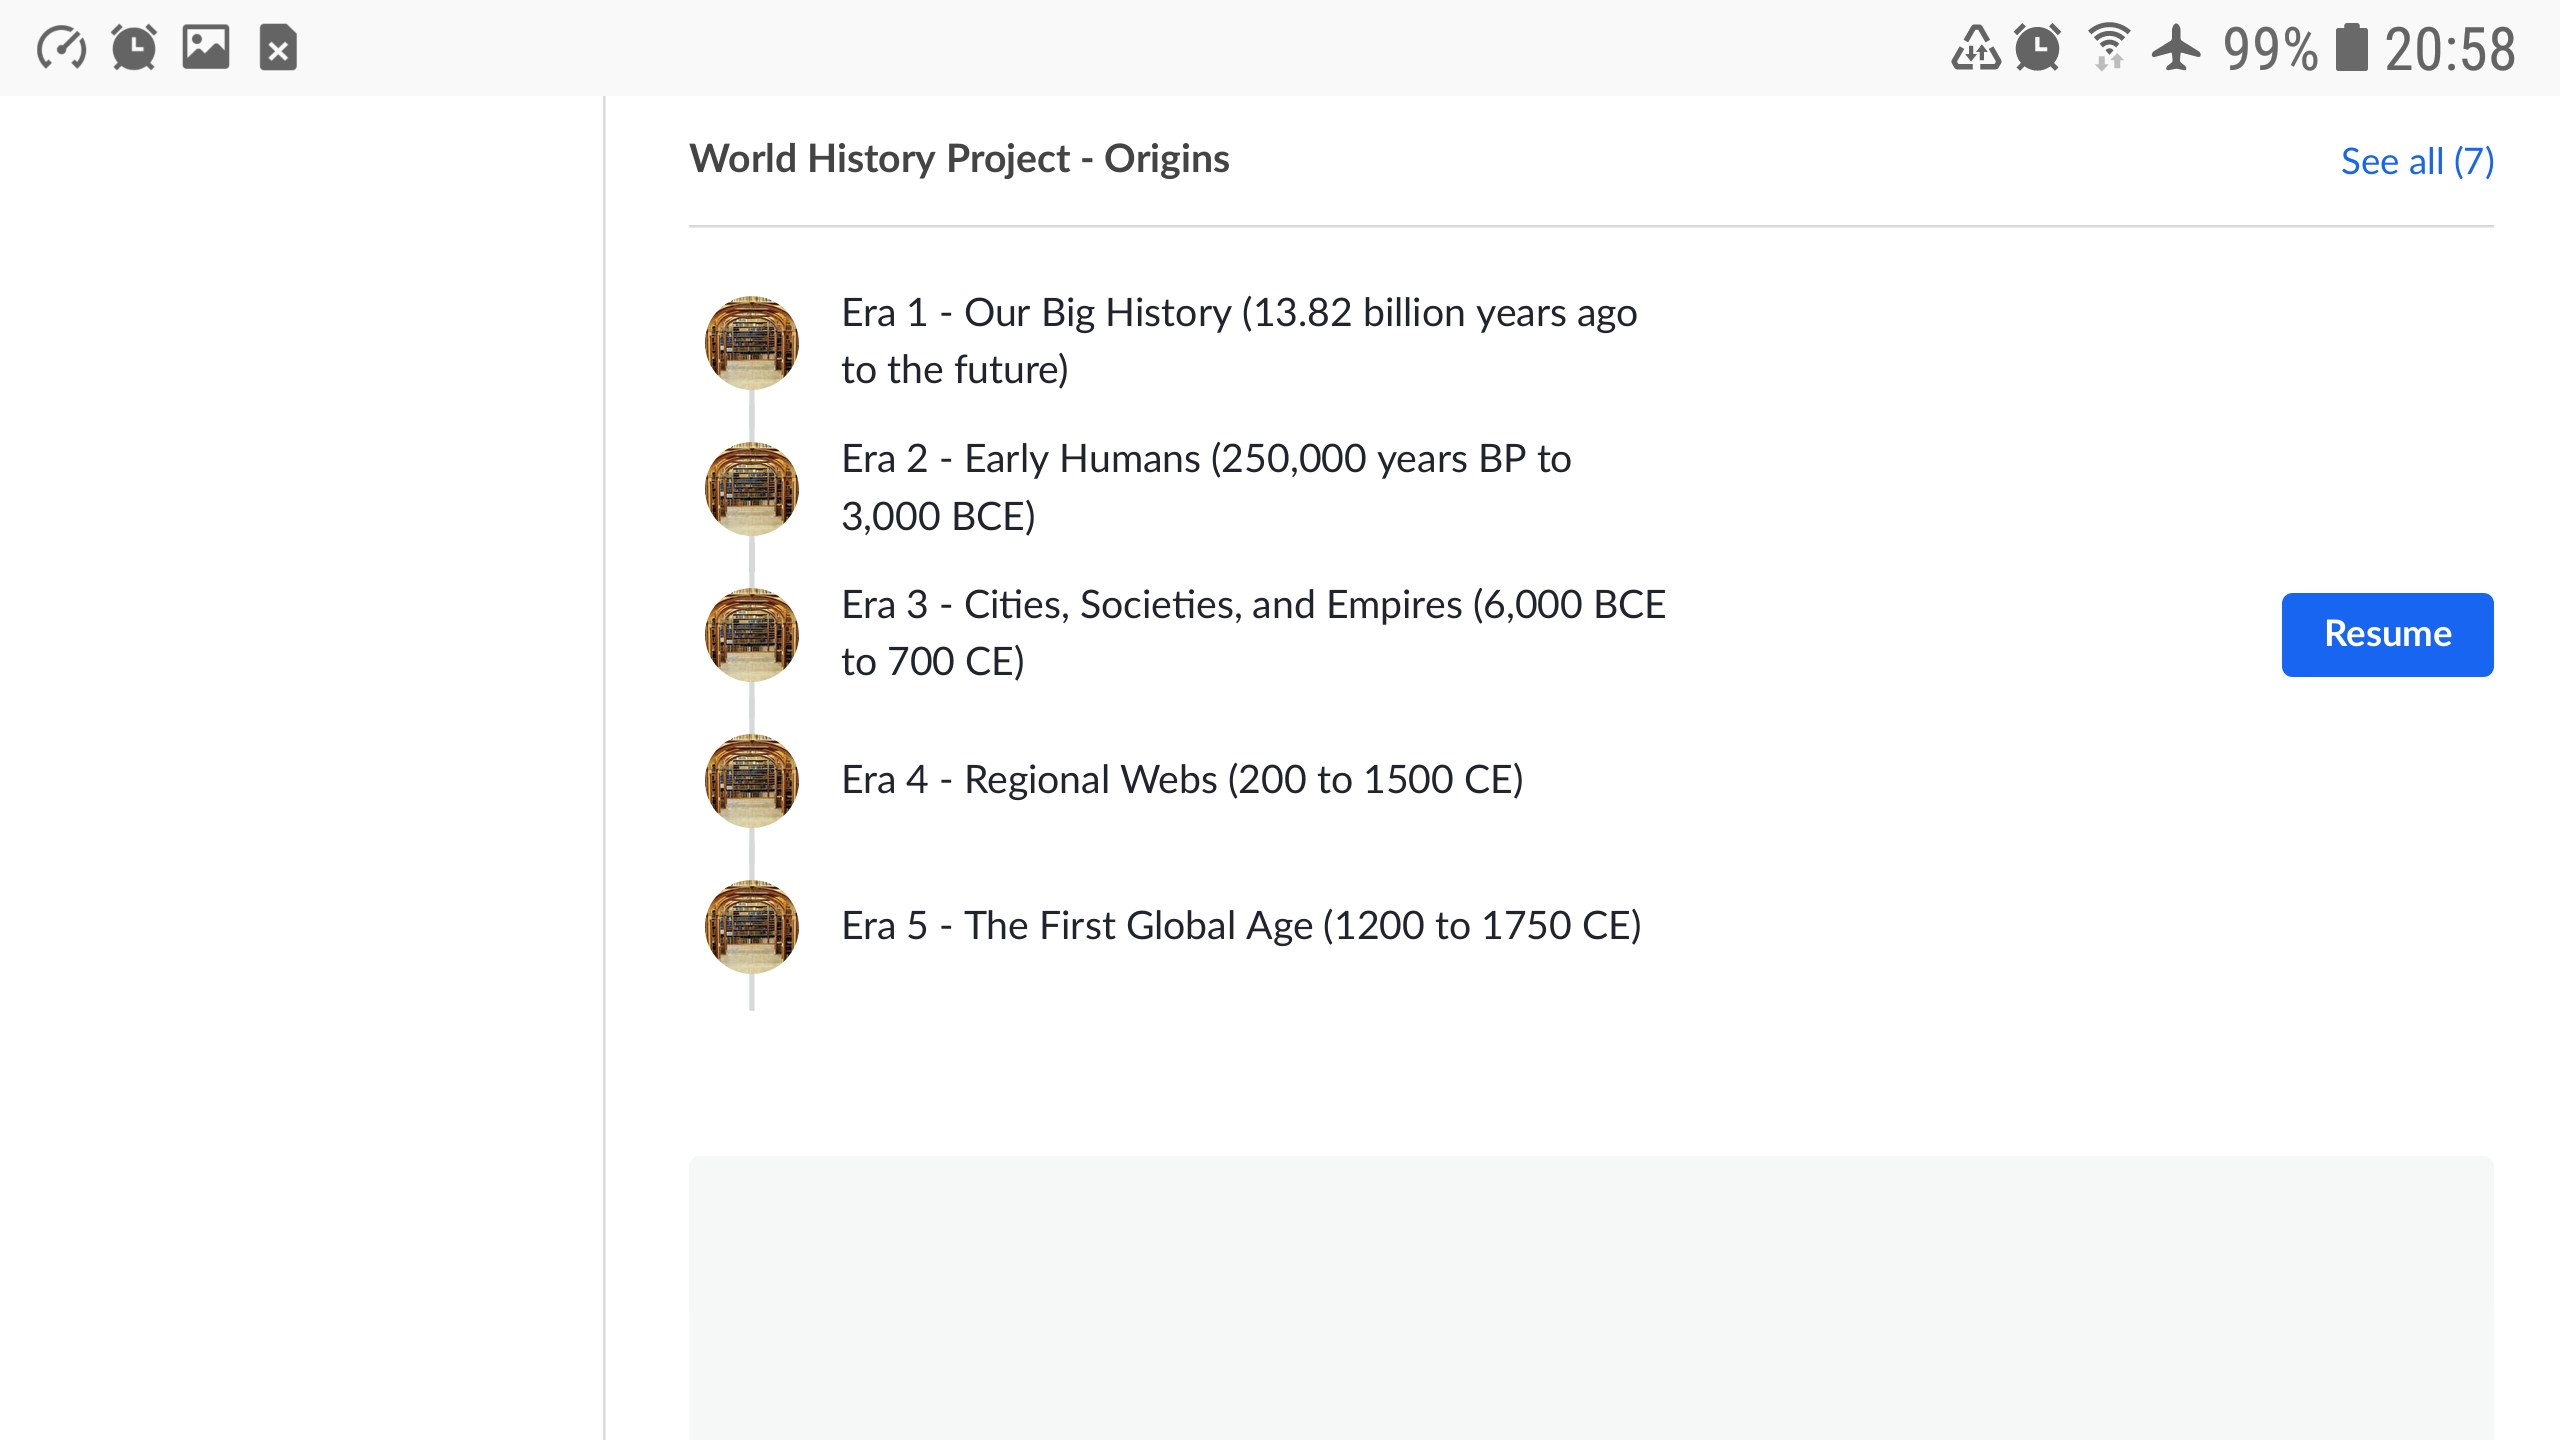 99% 20:58
World History Project - Origins
See all (7)
Era 1 - Our Big History (13.82 billion years ago
to the future)
Era 2 - Early Humans (250,000 years BP to
3,000 BCE)
Era 3 - Cities, Societies, and Empires (6,000 BCE
to 700 CE)
Resume
Era 4 - Regional Webs (200 to 1500 CE)
Era 5 - The First Global Age (1200 to 1750 CE)